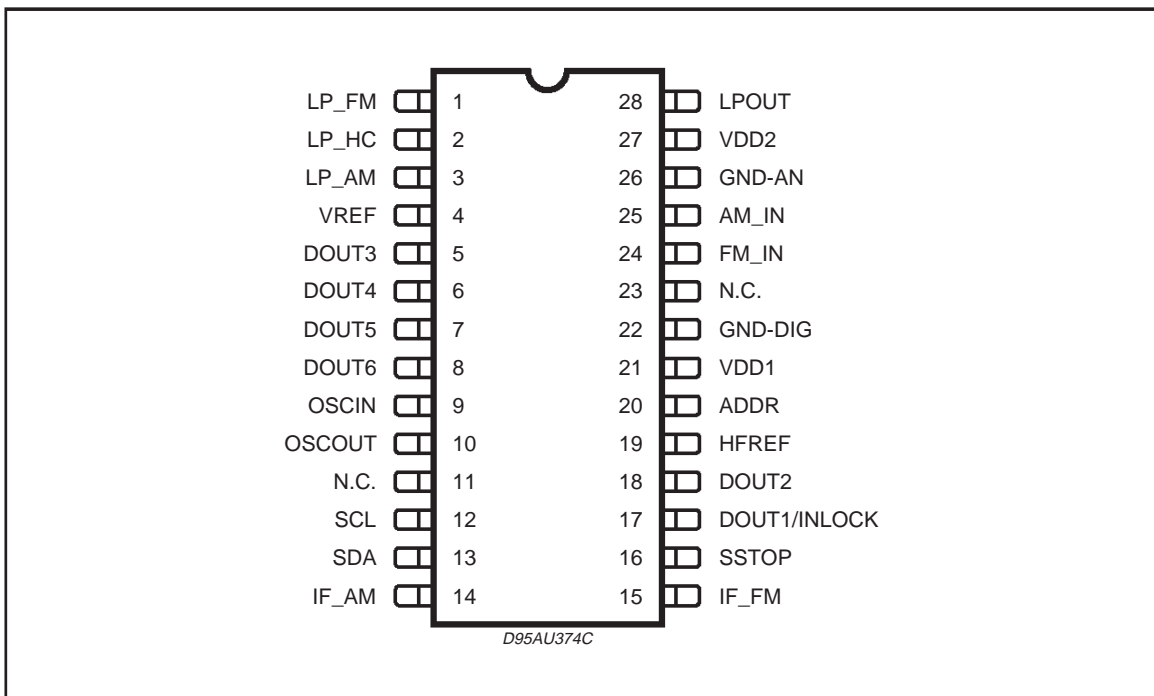 LP_FM 1 28 LPOUT
LP_HC 2 27 VDD2
LP_AM 3 26 GND-AN
VREF 4 25 AM_IN
DOUT3 5 24 FM_IN
DOUT4 6 23 N.C.
DOUT5 7 22 GND-DIG
DOUT6 8 21 VDD1
OSCIN 9 20 ADDR
OSCOUT 10 19 HFREF
N.C. 11 18 DOUT2
SCL 12 17 DOUT1/INLOCK
SDA 13 16 SSTOP
IF_AM 14 15 IF_FM
D95AU374C